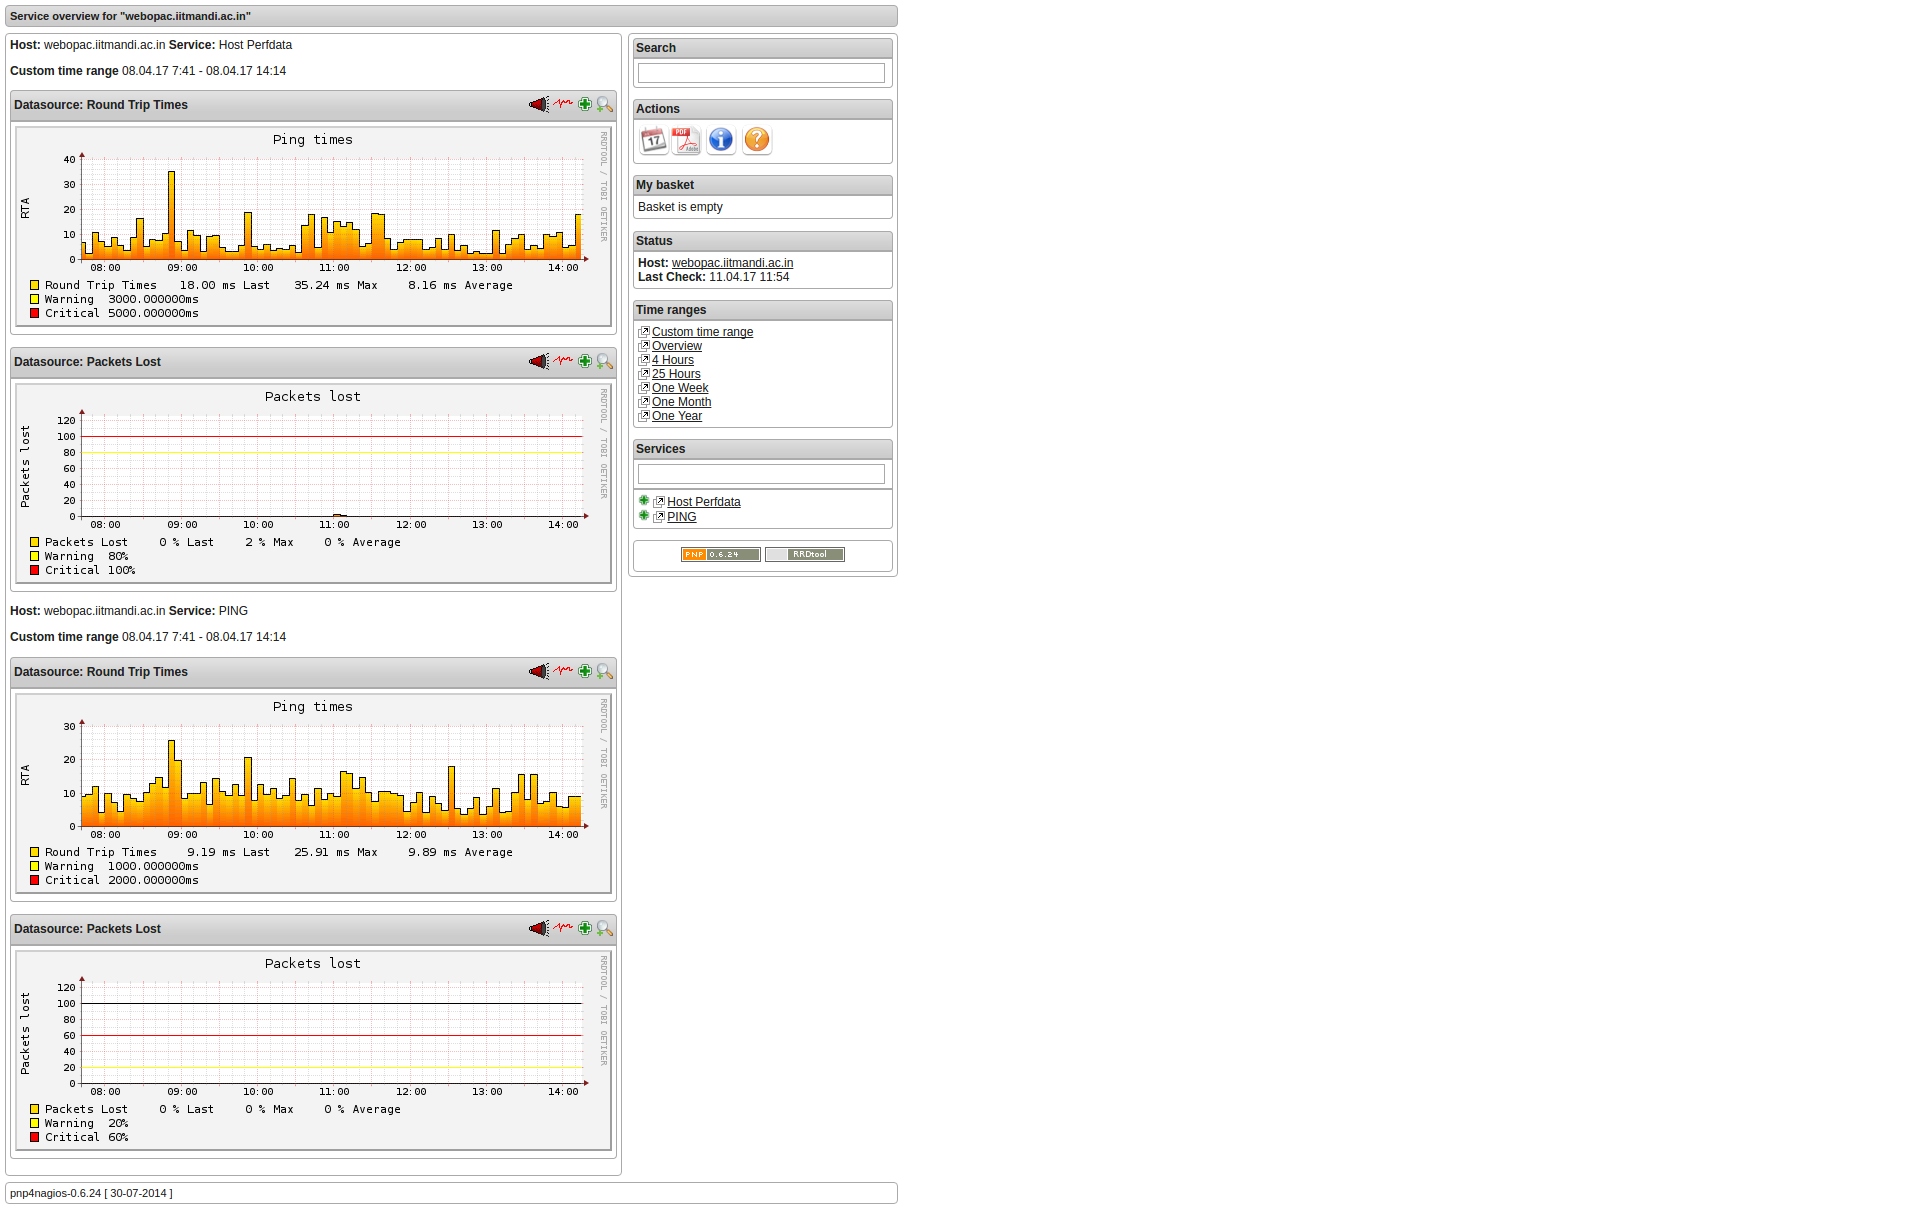 Service overview for "webopac.iitmandi.ac.in"
Host: webopac.iitmandi.ac.in Service: Host Perfdata
Custom time range 08.04.17 7:41 - 08.04.17 14:14
Datasource: Round Trip Times
Ping times
RRDTOOL / TOBI OETIKER
RTA
40
30
20
10
0
08:00 09:00 10:00 11:00 12:00 13:00 14:00
Round Trip Times 18.00 ms Last 35.24 ms Max 8.16 ms Average
Warning 3000.000000ms
Critical 5000.000000ms
Datasource: Packets Lost
Packets lost
RRDTOOL / TOBI OETIKER
Packets lost
120
100
80
60
40
20
0
08:00 09:00 10:00 11:00 12:00 13:00 14:00
Packets Lost 0 % Last 2 % Max 0 % Average
Warning 80%
Critical 100%
Host: webopac.iitmandi.ac.in Service: PING
Custom time range 08.04.17 7:41 - 08.04.17 14:14
Datasource: Round Trip Times
Ping times
RRDTOOL / TOBI OETIKER
RTA
30
20
10
0
08:00 09:00 10:00 11:00 12:00 13:00 14:00
Round Trip Times 9.19 ms Last 25.91 ms Max 9.89 ms Average
Warning 1000.000000ms
Critical 2000.000000ms
Datasource: Packets Lost
Packets lost
RRDTOOL / TOBI OETIKER
Packets lost
120
100
80
60
40
20
0
08:00 09:00 10:00 11:00 12:00 13:00 14:00
Packets Lost 0 % Last 0 % Max 0 % Average
Warning 20%
Critical 60%
Search
Actions
17
PDF
Adobe
i
?
My basket
Basket is empty
Status
Host: webopac.iitmandi.ac.in
Last Check: 11.04.17 11:54
Time ranges
Custom time range
Overview
4 Hours
25 Hours
One Week
One Month
One Year
Services
Host Perfdata
PING
PNP 0.6.24
RRDtool
pnp4nagios-0.6.24 [ 30-07-2014 ]